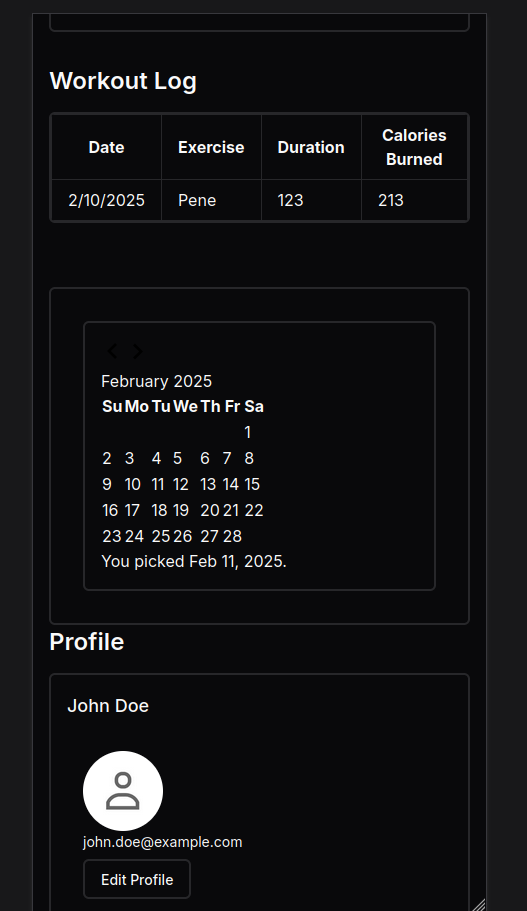 Workout Log
Date Exercise Duration Calories Burned
2/10/2025 Pene 123 213
February 2025
Su Mo Tu We Th Fr Sa
1
2 3 4 5 6 7 8
9 10 11 12 13 14 15
16 17 18 19 20 21 22
23 24 25 26 27 28
You picked Feb 11, 2025.
Profile
John Doe
john.doe@example.com
Edit Profile